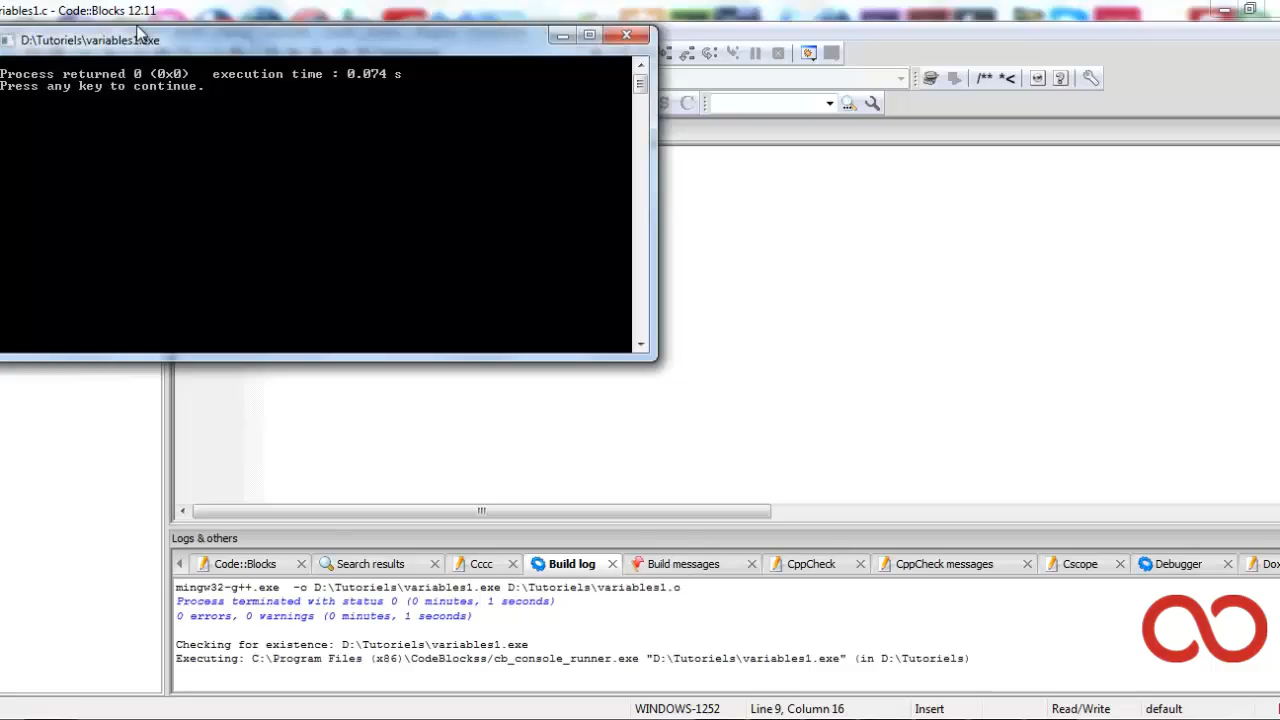 riables1.c - Code::Blocks 12.11
D:\Tutoriels\variables1.exe
Process returned 0 (0x0)   execution time : 0.074 s
Press any key to continue.
/** *<
S
Logs & others
Code::Blocks
Search results
Cccc
Build log
Build messages
CppCheck
CppCheck messages
Cscope
Debugger
Dox
mingw32-g++.exe  -o D:\Tutoriels\variables1.exe D:\Tutoriels\variables1.c
Process terminated with status 0 (0 minutes, 1 seconds)
0 errors, 0 warnings (0 minutes, 1 seconds)
Checking for existence: D:\Tutoriels\variables1.exe
Executing: C:\Program Files (x86)\CodeBlockss/cb_console_runner.exe "D:\Tutoriels\variables1.exe" (in D:\Tutoriels)
WINDOWS-1252
Line 9, Column 16
Insert
Read/Write
default